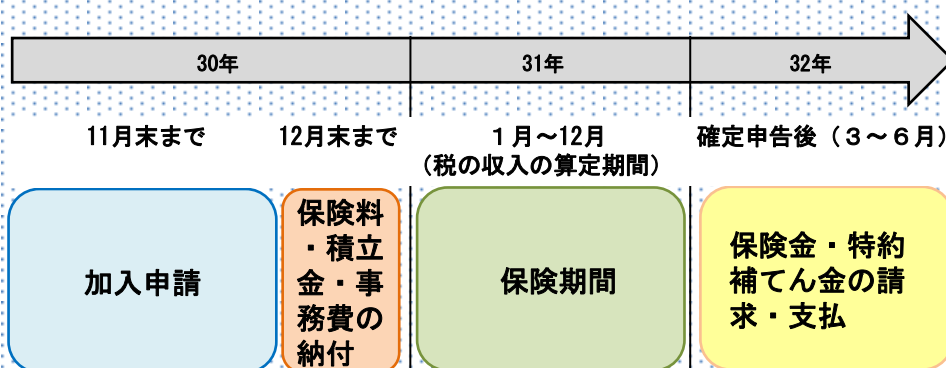 30年
31年
32年
11月末まで
12月末まで
１月～12月
（税の収入の算定期間）
確定申告後（３～６月）
加入申請
保険料
・積立
金・事
務費の
納付
保険期間
保険金・特約
補てん金の請
求・支払